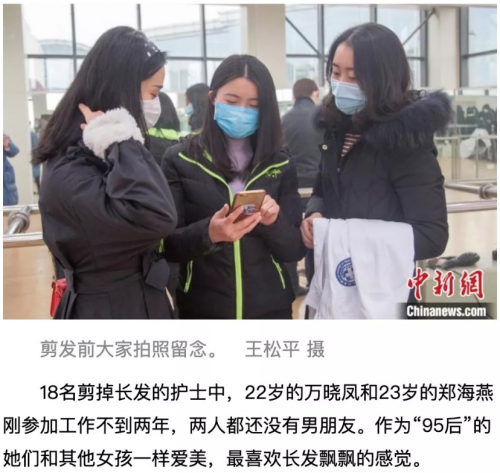 中新网
Chinanews.com
剪发前大家拍照留念。 王松平 摄
18名剪掉长发的护士中，22岁的万晓凤和23岁的郑海燕
刚参加工作不到两年，两人都还没有男朋友。作为“95后”的
她们和其他女孩一样爱美，最喜欢长发飘飘的感觉。